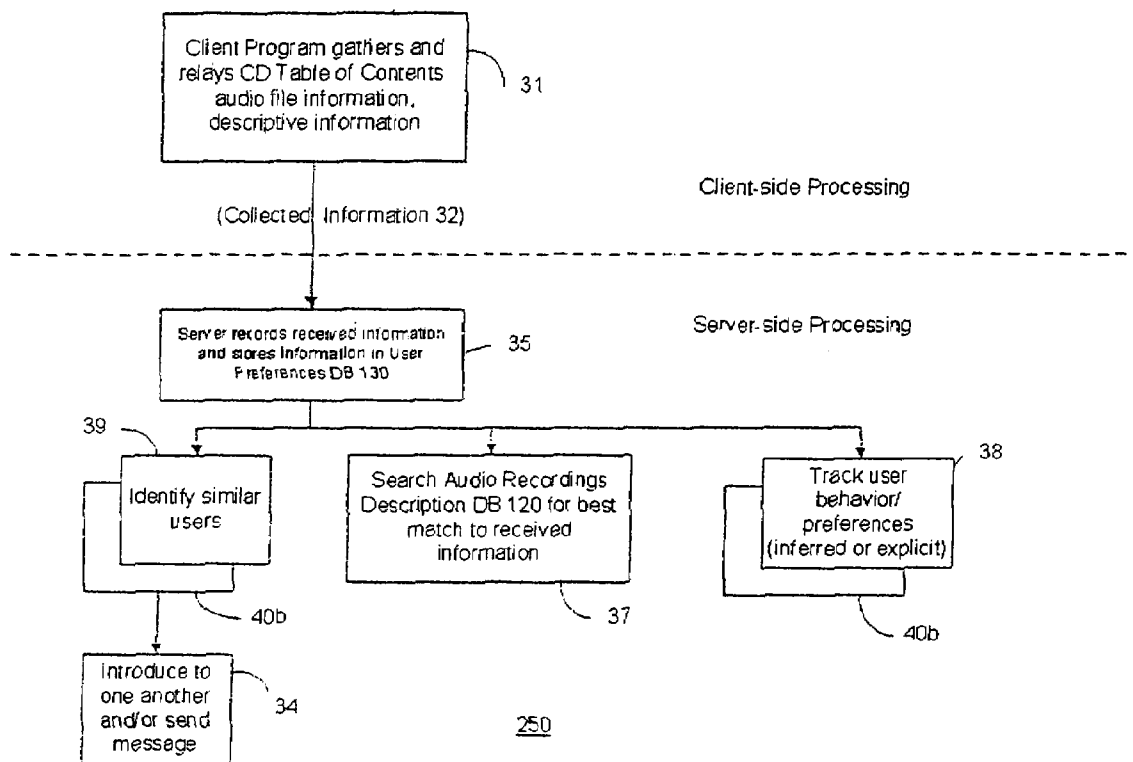 Client Program gathers and
relays CD Table of Contents
audio file information,
descriptive information
31
Client-side Processing
(Collected Information 32)
Server-side Processing
Server records received information
and stores Information in User
Preferences DB 130
35
39
Identify similar
users
40b
Search Audio Recordings
Description DB 120 for best
match to received
information
37
38
Track user
behavior/
preferences
(inferred or explicit)
40b
Introduce to
one another
and/or send
message
34
250